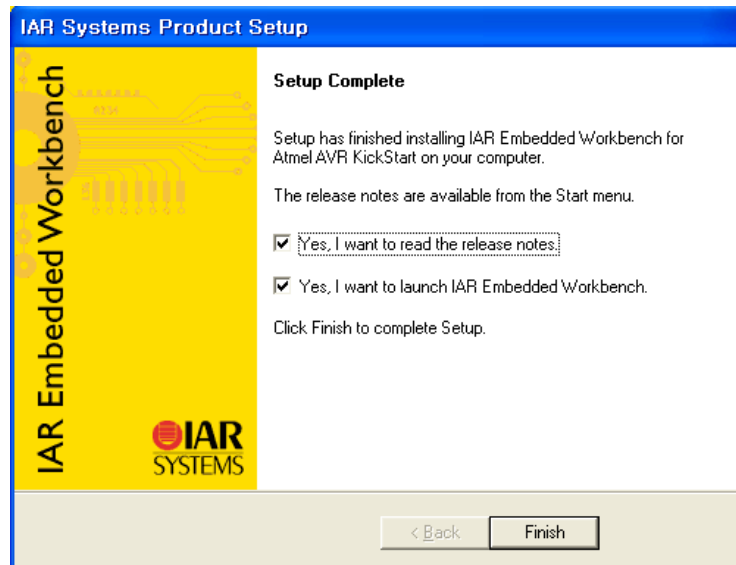 IAR Systems Product Setup
IAR Embedded Workbench
Setup Complete
Setup has finished installing IAR Embedded Workbench for
Atmel AVR KickStart on your computer.
The release notes are available from the Start menu.
Yes, I want to read the release notes.
Yes, I want to launch IAR Embedded Workbench.
Click Finish to complete Setup.
IAR
SYSTEMS
< Back
Finish